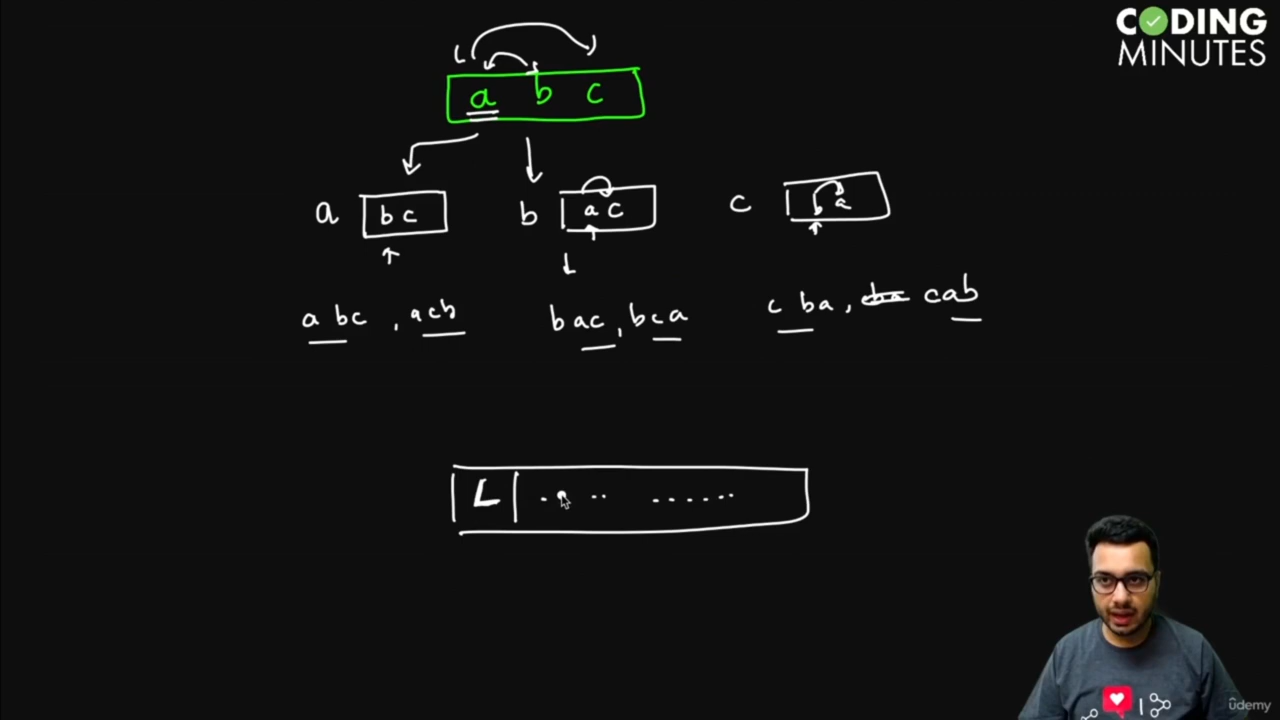 CODING
MINUTES
L
a b c
a b c b a c c b a
L
a bc , acb bac , bca c ba , cab
L
udemy